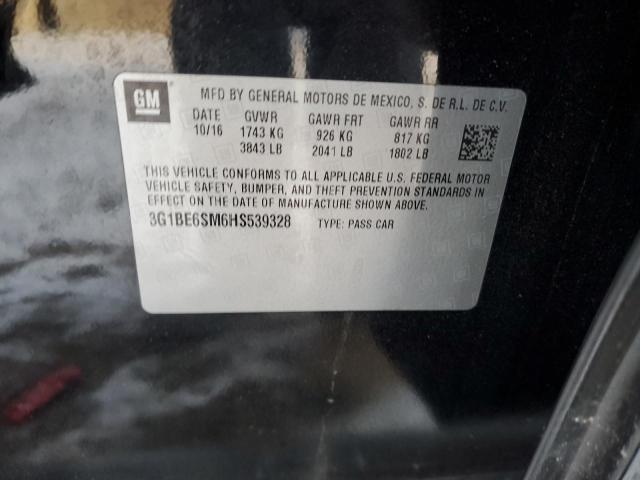 GM
MFD BY GENERAL MOTORS DE MEXICO, S. DE R.L. DE C.V.
DATE GVWR GAWR FRT GAWR RR
10/16 1743 KG 926 KG 817 KG
3843 LB 2041 LB 1802 LB
THIS VEHICLE CONFORMS TO ALL APPLICABLE U.S. FEDERAL MOTOR
VEHICLE SAFETY, BUMPER, AND THEFT PREVENTION STANDARDS IN
EFFECT ON THE DATE OF MANUFACTURE SHOWN ABOVE.
3G1BE6SM6HS539328 TYPE: PASS CAR